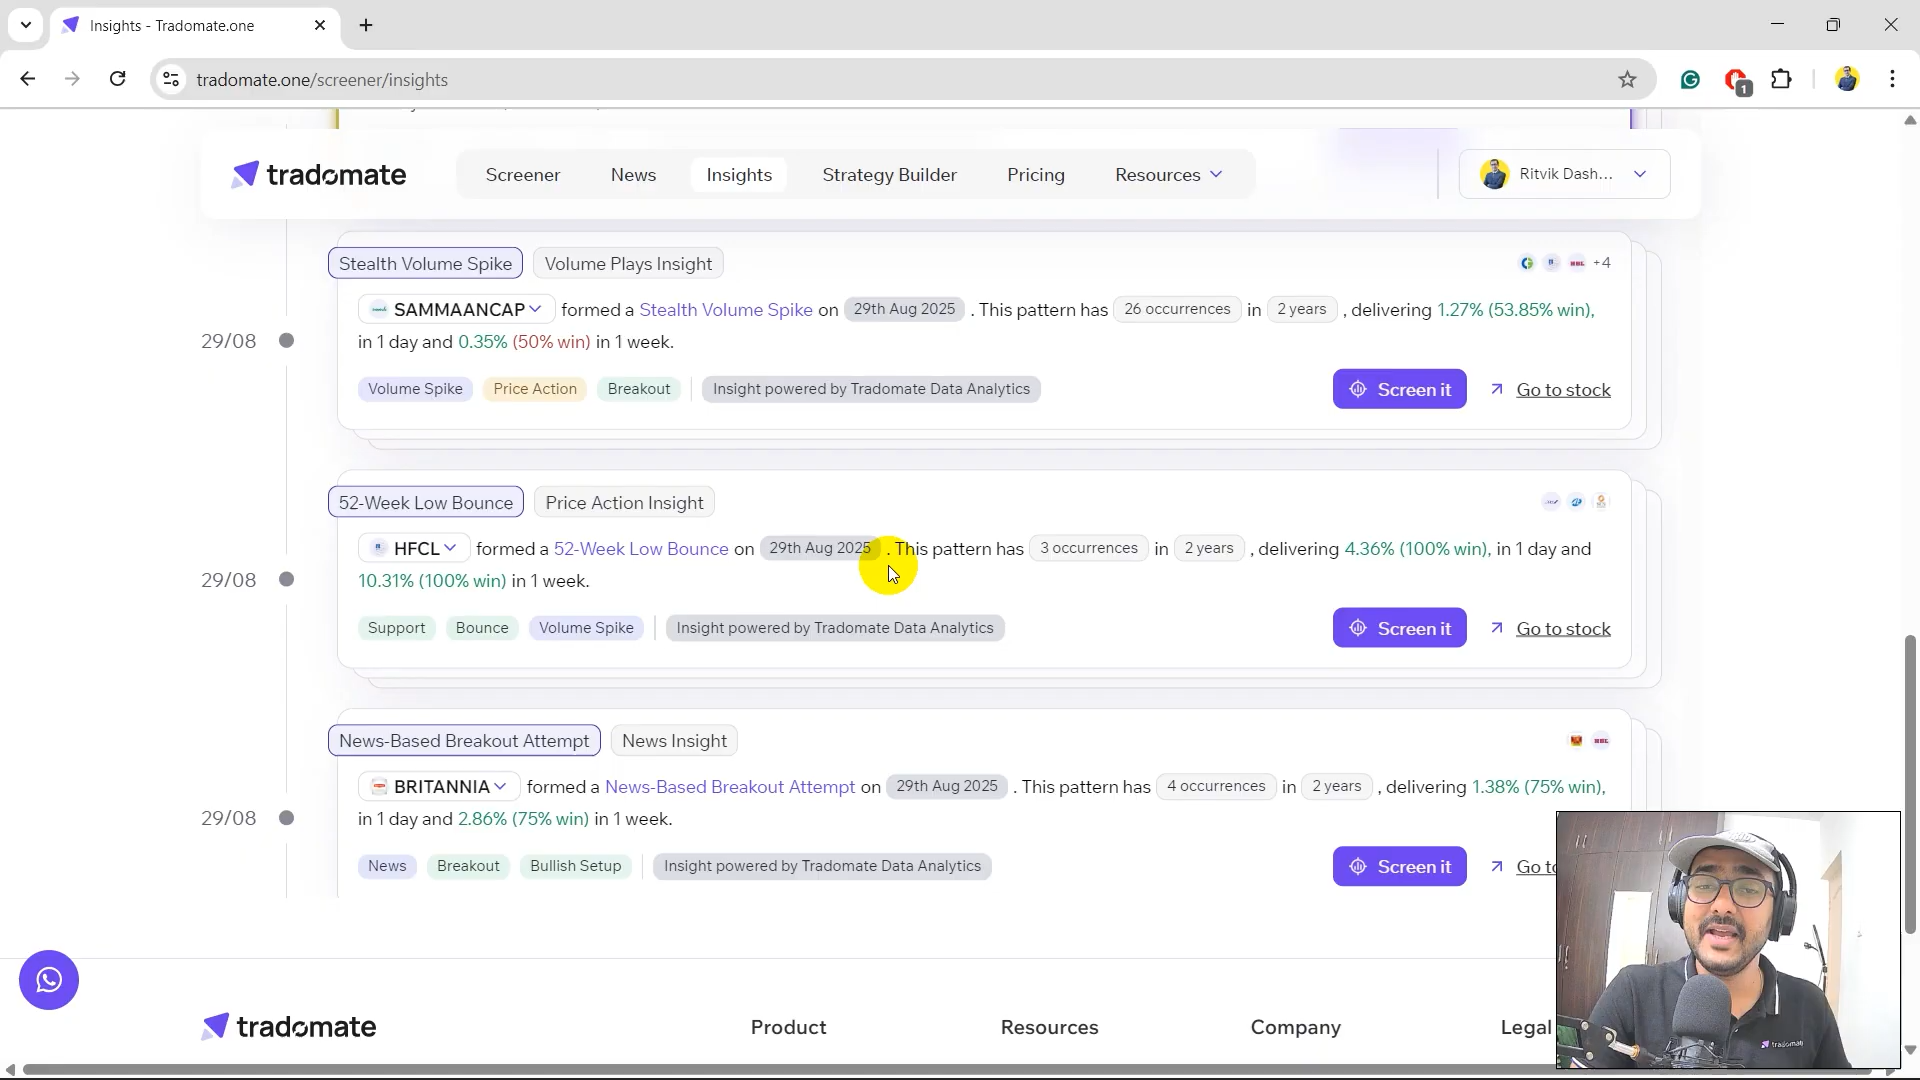 Insights - Tradomate.one
tradomate.one/screener/insights
1
tradomate
Screener
News
Insights
Strategy Builder
Pricing
Resources
Ritvik Dash...
Stealth Volume Spike
Volume Plays Insight
+4
29/08
SAMMAANCAP formed a Stealth Volume Spike on 29th Aug 2025 . This pattern has 26 occurrences in 2 years , delivering 1.27% (53.85% win),
in 1 day and 0.35% (50% win) in 1 week.
Volume Spike Price Action Breakout Insight powered by Tradomate Data Analytics
Screen it
Go to stock
52-Week Low Bounce
Price Action Insight
29/08
HFCL formed a 52-Week Low Bounce on 29th Aug 2025 . This pattern has 3 occurrences in 2 years , delivering 4.36% (100% win), in 1 day and
10.31% (100% win) in 1 week.
Support Bounce Volume Spike Insight powered by Tradomate Data Analytics
Screen it
Go to stock
News-Based Breakout Attempt
News Insight
29/08
BRITANNIA formed a News-Based Breakout Attempt on 29th Aug 2025 . This pattern has 4 occurrences in 2 years , delivering 1.38% (75% win),
in 1 day and 2.86% (75% win) in 1 week.
News Breakout Bullish Setup Insight powered by Tradomate Data Analytics
Screen it
Go
tradomate
Product
Resources
Company
Legal